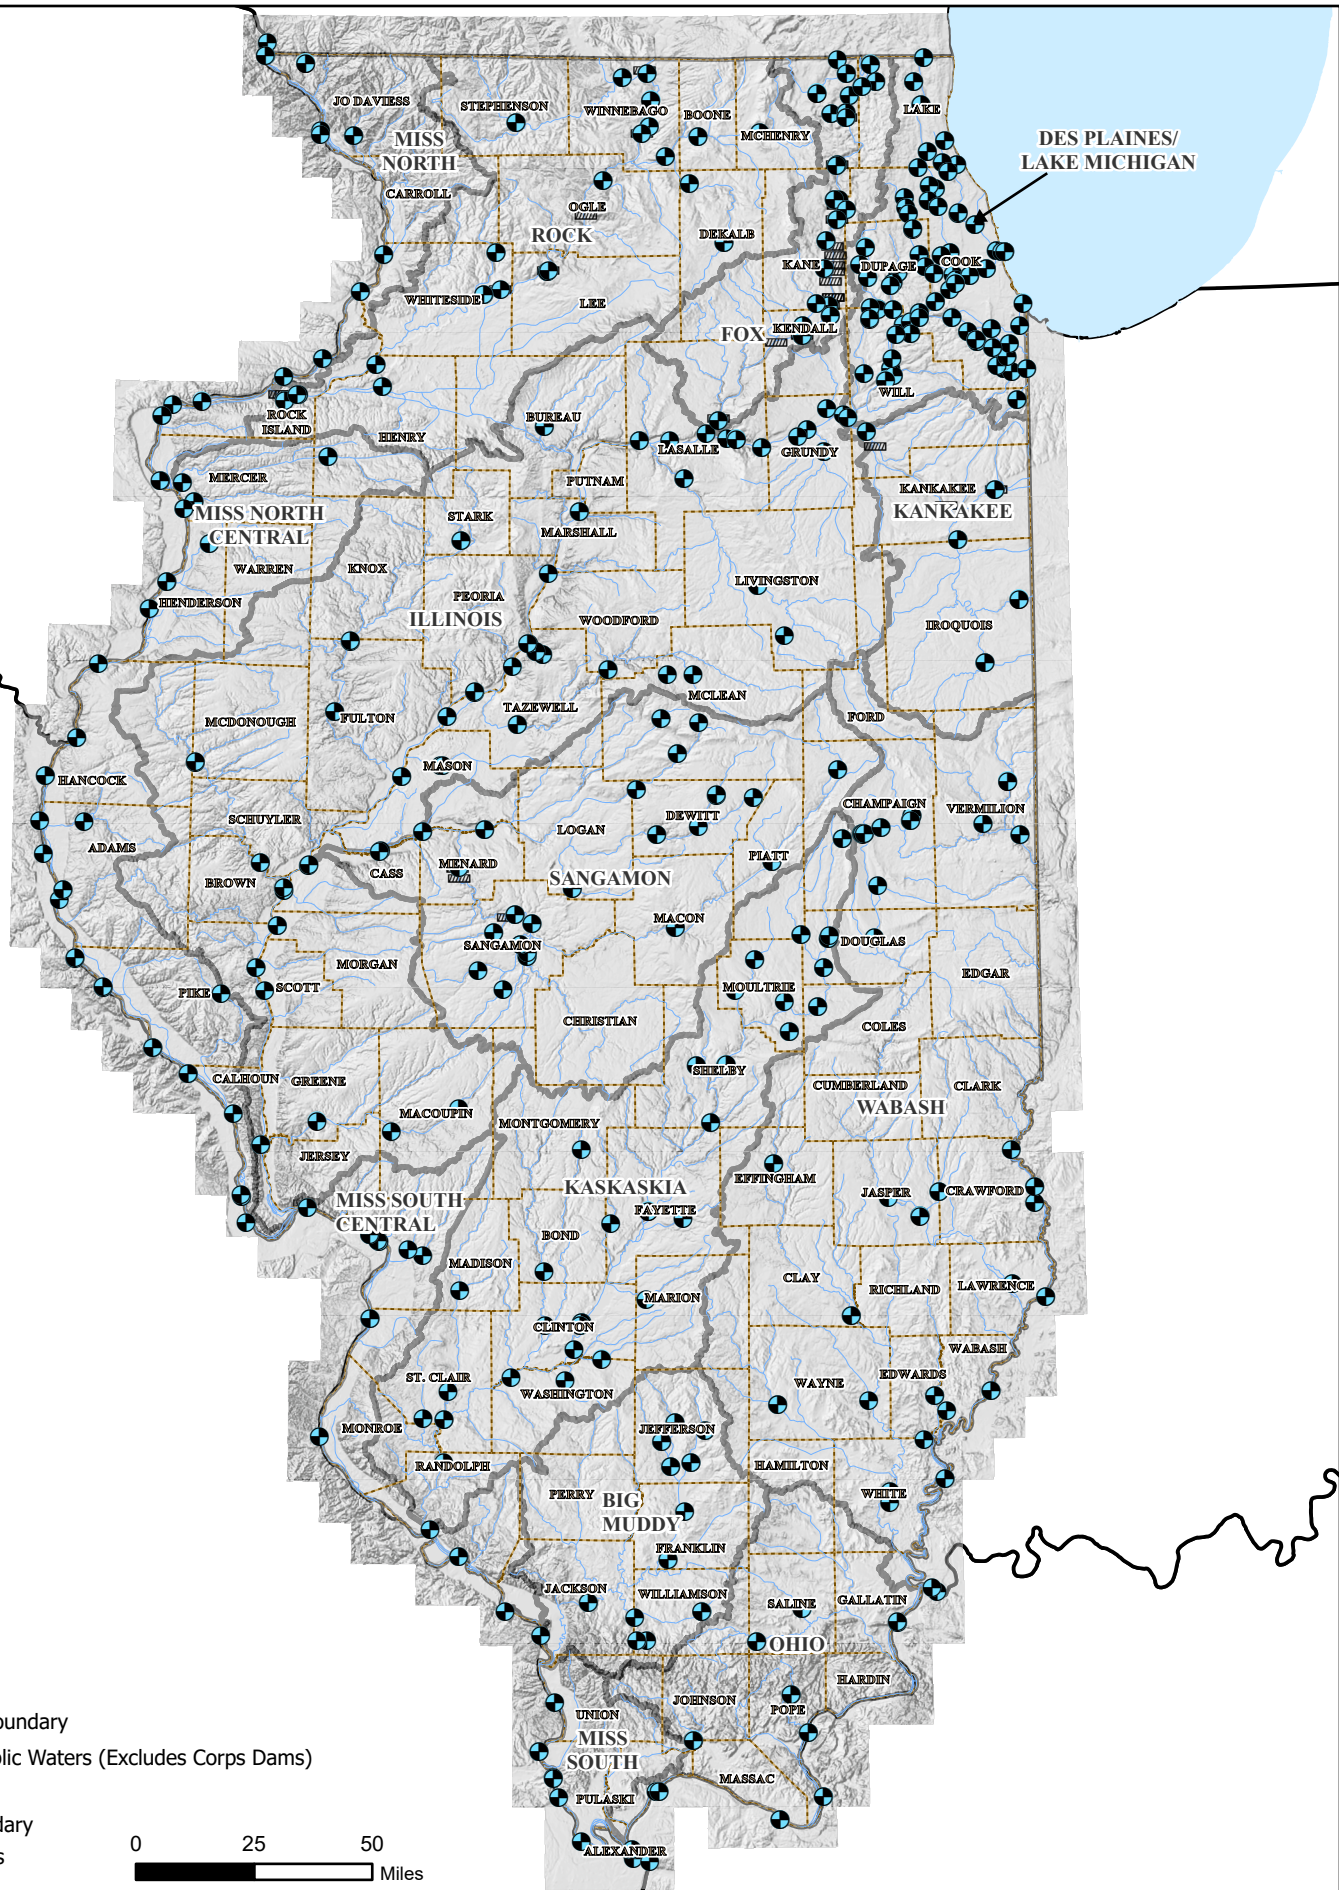 JO DAVIESS
STEPHENSON
WINNEBAGO
BOONE
MCHENRY
LAKE
MISS
NORTH
DES PLAINES/
LAKE MICHIGAN
CARROLL
OGLE
ROCK
DEKALB
KANE
DUPAGE
COOK
WHITESIDE
LEE
FOX
KENDALL
WILL
ROCK
ISLAND
HENRY
BUREAU
LASALLE
GRUNDY
MERCER
PUTNAM
KANKAKEE
KANKAKEE
MISS NORTH
CENTRAL
STARK
MARSHALL
WARREN
KNOX
PEORIA
LIVINGSTON
HENDERSON
ILLINOIS
WOODFORD
IROQUOIS
MCLEAN
MCDONOUGH
FULTON
TAZEWELL
FORD
HANCOCK
MASON
SCHUYLER
LOGAN
DEWITT
CHAMPAIGN
VERMILION
ADAMS
BROWN
CASS
MENARD
SANGAMON
PIATT
MACON
SANGAMON
DOUGLAS
MORGAN
EDGAR
PIKE
SCOTT
MOULTRIE
CHRISTIAN
COLES
CALHOUN
GREENE
SHELBY
CUMBERLAND
CLARK
MACOUPIN
MONTGOMERY
WABASH
JERSEY
EFFINGHAM
MISS SOUTH
CENTRAL
KASKASKIA
FAYETTE
JASPER
CRAWFORD
BOND
MADISON
CLAY
RICHLAND
LAWRENCE
MARION
CLINTON
WABASH
ST. CLAIR
WASHINGTON
WAYNE
EDWARDS
MONROE
JEFFERSON
RANDOLPH
HAMILTON
PERRY
BIG
MUDDY
WHITE
FRANKLIN
JACKSON
WILLIAMSON
SALINE
GALLATIN
OHIO
HARDIN
JOHNSON
POPE
UNION
MISS
SOUTH
MASSAC
PULASKI
ALEXANDER
oundary
lic Waters (Excludes Corps Dams)
dary
s
0 25 50
Miles